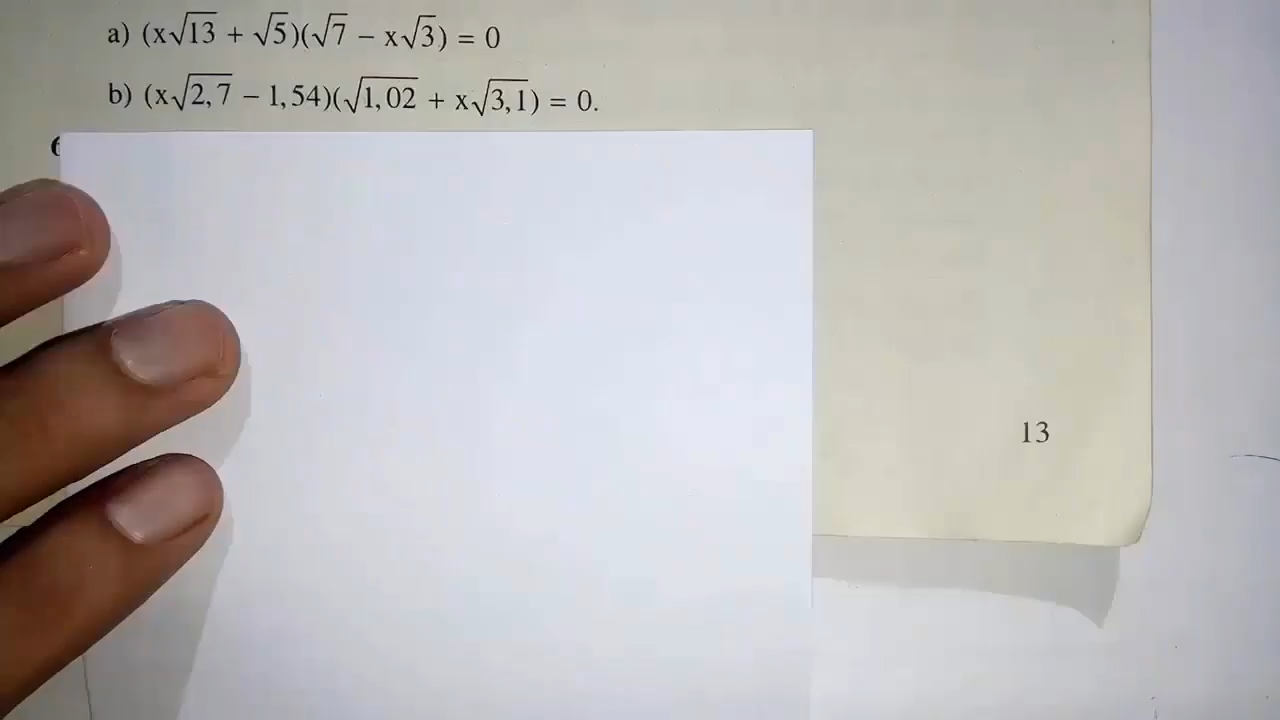 a) (x√13 + √5)(√7 − x√3) = 0
b) (x√2,7 − 1,54)(√1,02 + x√3,1) = 0.
13